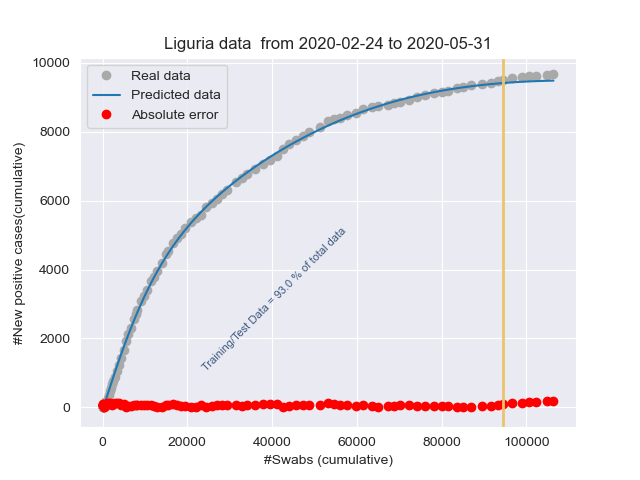 Liguria data  from 2020-02-24 to 2020-05-31
#New positive cases(cumulative)
10000
8000
6000
4000
2000
0
Real data
Predicted data
Absolute error
Training/Test Data = 93.0 % of total data
0
20000
40000
60000
80000
100000
#Swabs (cumulative)